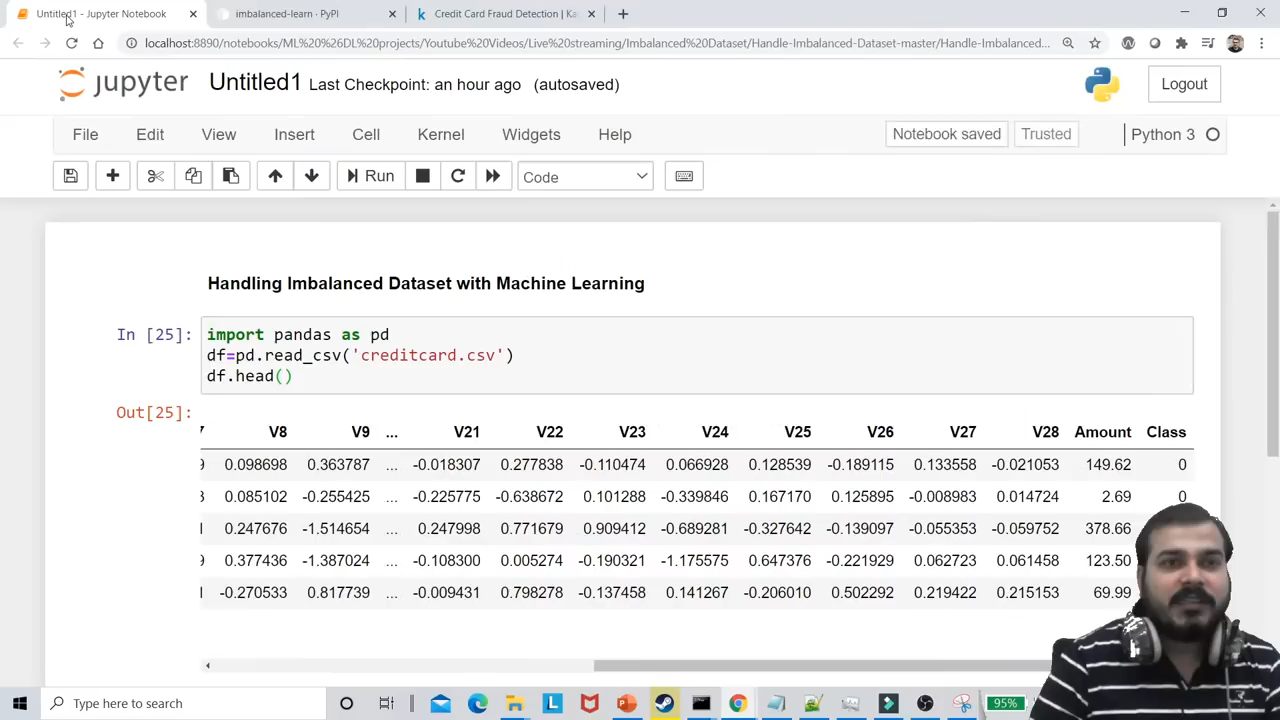 Untitled1 - Jupyter Notebook
imbalanced-learn · PyPI
Credit Card Fraud Detection | Ka
localhost:8890/notebooks/ML%20%26%20DL%20projects/Youtube%20Videos/Live%20streaming/Imbalanced%20Dataset/Handle-Imbalanced-Dataset-master/Handle-Imbalanced...
jupyter Untitled1 Last Checkpoint: an hour ago (autosaved)
Logout
File Edit View Insert Cell Kernel Widgets Help
Notebook saved Trusted Python 3
Run Code
Handling Imbalanced Dataset with Machine Learning
In [25]: import pandas as pd
df=pd.read_csv('creditcard.csv')
df.head()
Out[25]:
V8 V9 ... V21 V22 V23 V24 V25 V26 V27 V28 Amount Class
0.098698 0.363787 ... -0.018307 0.277838 -0.110474 0.066928 0.128539 -0.189115 0.133558 -0.021053 149.62 0
0.085102 -0.255425 ... -0.225775 -0.638672 0.101288 -0.339846 0.167170 0.125895 -0.008983 0.014724 2.69 0
0.247676 -1.514654 ... 0.247998 0.771679 0.909412 -0.689281 -0.327642 -0.139097 -0.055353 -0.059752 378.66
0.377436 -1.387024 ... -0.108300 0.005274 -0.190321 -1.175575 0.647376 -0.221929 0.062723 0.061458 123.50
-0.270533 0.817739 ... -0.009431 0.798278 -0.137458 0.141267 -0.206010 0.502292 0.219422 0.215153 69.99
Type here to search
95%